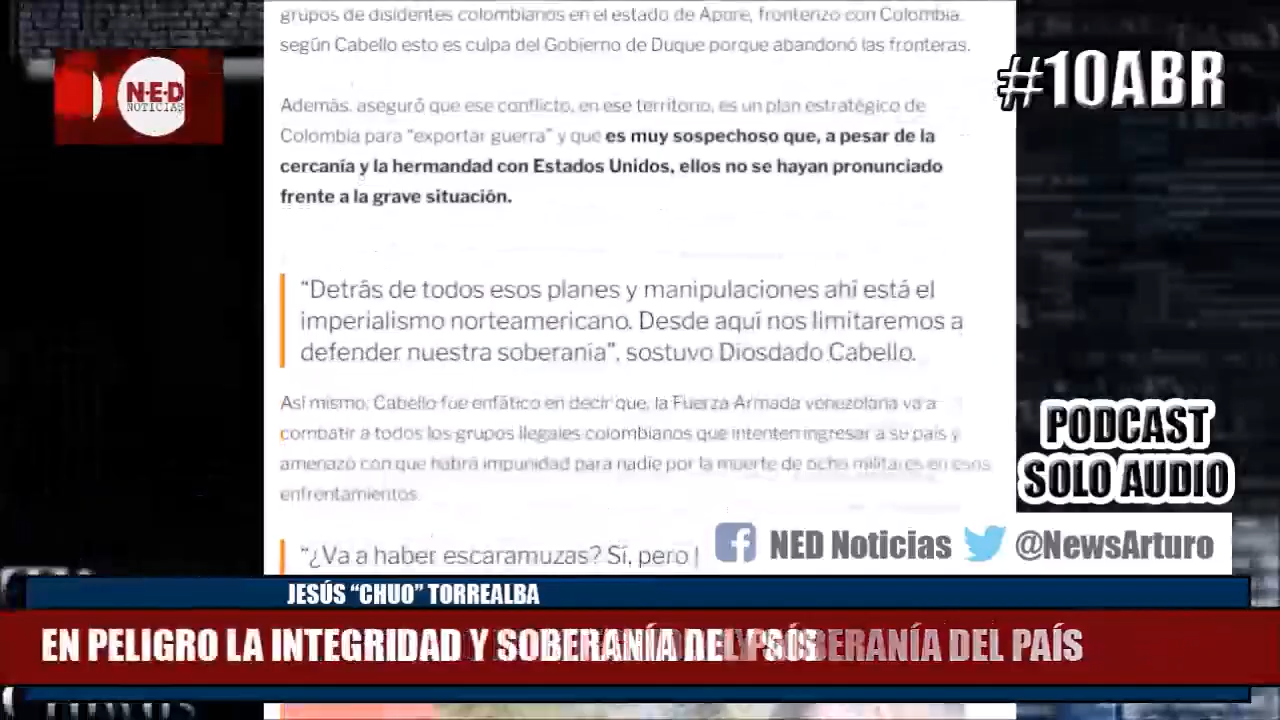 grupos de disidentes colombianos en el estado de Apure, fronterizo con Colombia.
según Cabello esto es culpa del Gobierno de Duque porque abandonó las fronteras.
N-E-D
NOTICIAS
#10ABR
Además, aseguró que ese conflicto, en ese territorio, es un plan estratégico de
Colombia para “exportar guerra” y que es muy sospechoso que, a pesar de la
cercanía y la hermandad con Estados Unidos, ellos no se hayan pronunciado
frente a la grave situación.
“Detrás de todos esos planes y manipulaciones ahí está el
imperialismo norteamericano. Desde aquí nos limitaremos a
defender nuestra soberanía”, sostuvo Diosdado Cabello.
Así mismo, Cabello fue enfático en decir que, la Fuerza Armada venezolana va a
combatir a todos los grupos ilegales colombianos que intenten ingresar a su país y
amenazó con que habrá impunidad para nadie por la muerte de ocho militares en esos
enfrentamientos.
PODCAST
SOLO AUDIO
“¿Va a haber escaramuzas? Sí, pero
NED Noticias @NewsArturo
JESÚS “CHUO” TORREALBA
EN PELIGRO LA INTEGRIDAD Y SOBERANÍA DEL PAÍS